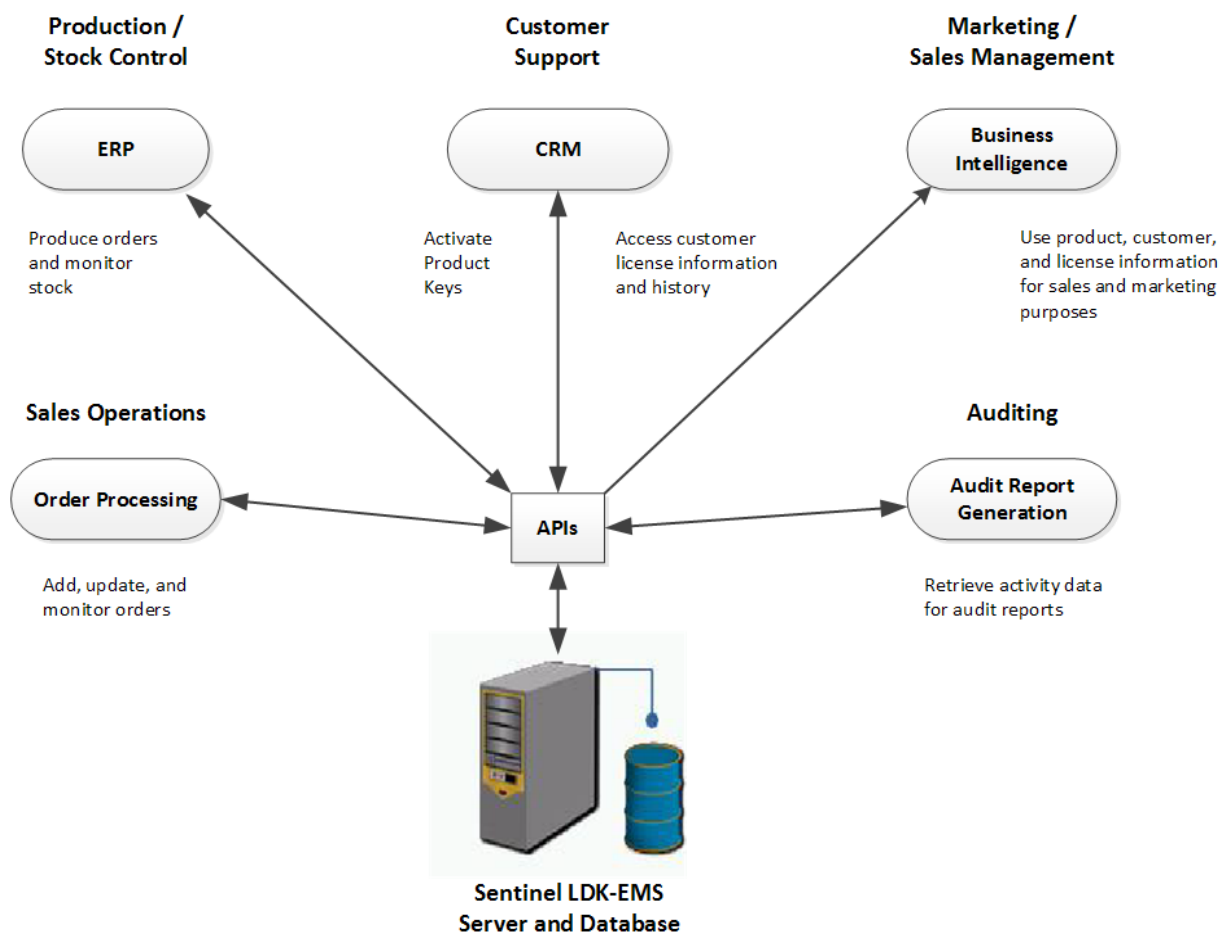 Production /
Stock Control
Customer
Support
Marketing /
Sales Management
ERP
CRM
Business
Intelligence
Produce orders
and monitor
stock
Activate
Product
Keys
Access customer
license information
and history
Use product, customer,
and license information
for sales and marketing
purposes
Sales Operations
Auditing
Order Processing
APIs
Audit Report
Generation
Add, update, and
monitor orders
Retrieve activity data
for audit reports
Sentinel LDK-EMS
Server and Database